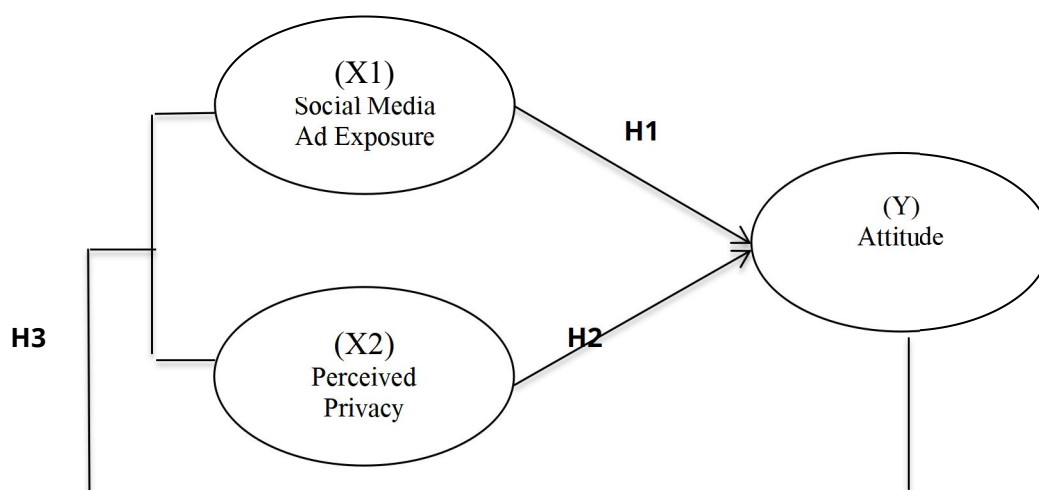 (X1)
Social Media
Ad Exposure
H1
(Y)
Attitude
H3
(X2)
Perceived
Privacy
H2